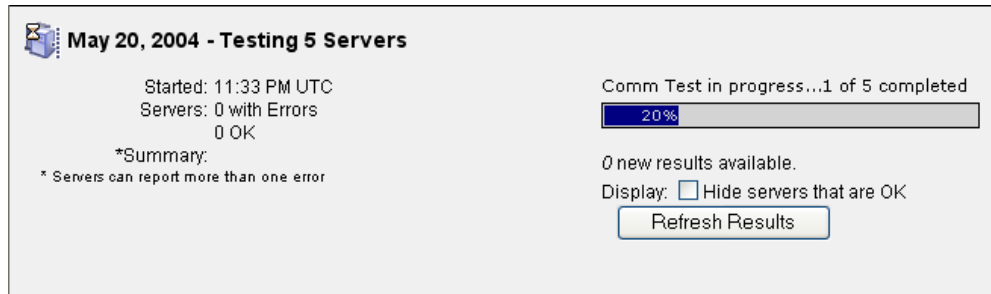 May 20, 2004 - Testing 5 Servers
Started: 11:33 PM UTC
Servers: 0 with Errors
0 OK
*Summary:
* Servers can report more than one error
Comm Test in progress...1 of 5 completed
20%
0 new results available.
Display: Hide servers that are OK
Refresh Results